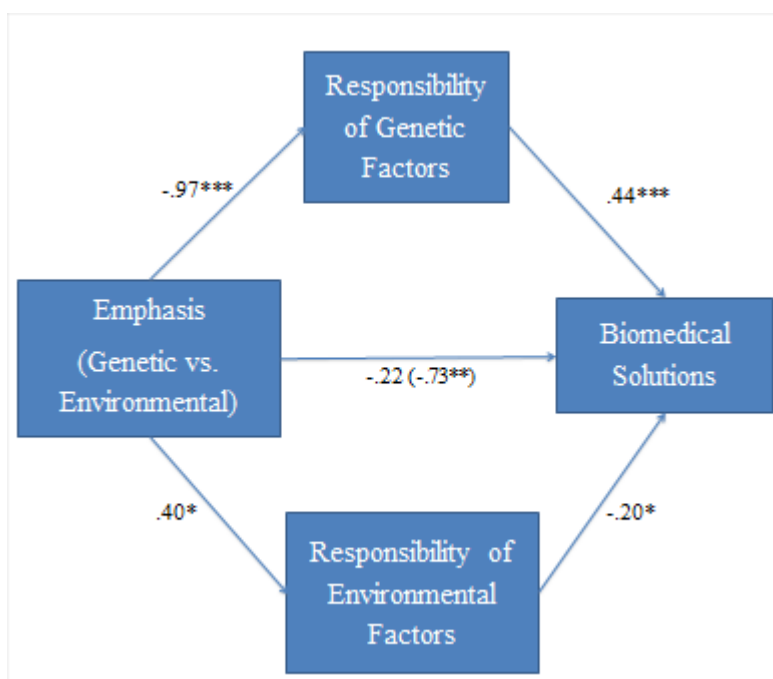 Responsibility
of Genetic
Factors
-.97***
.44***
Emphasis
(Genetic vs.
Environmental)
Biomedical
Solutions
-.22 (-.73**)
.40*
-.20*
Responsibility of
Environmental
Factors